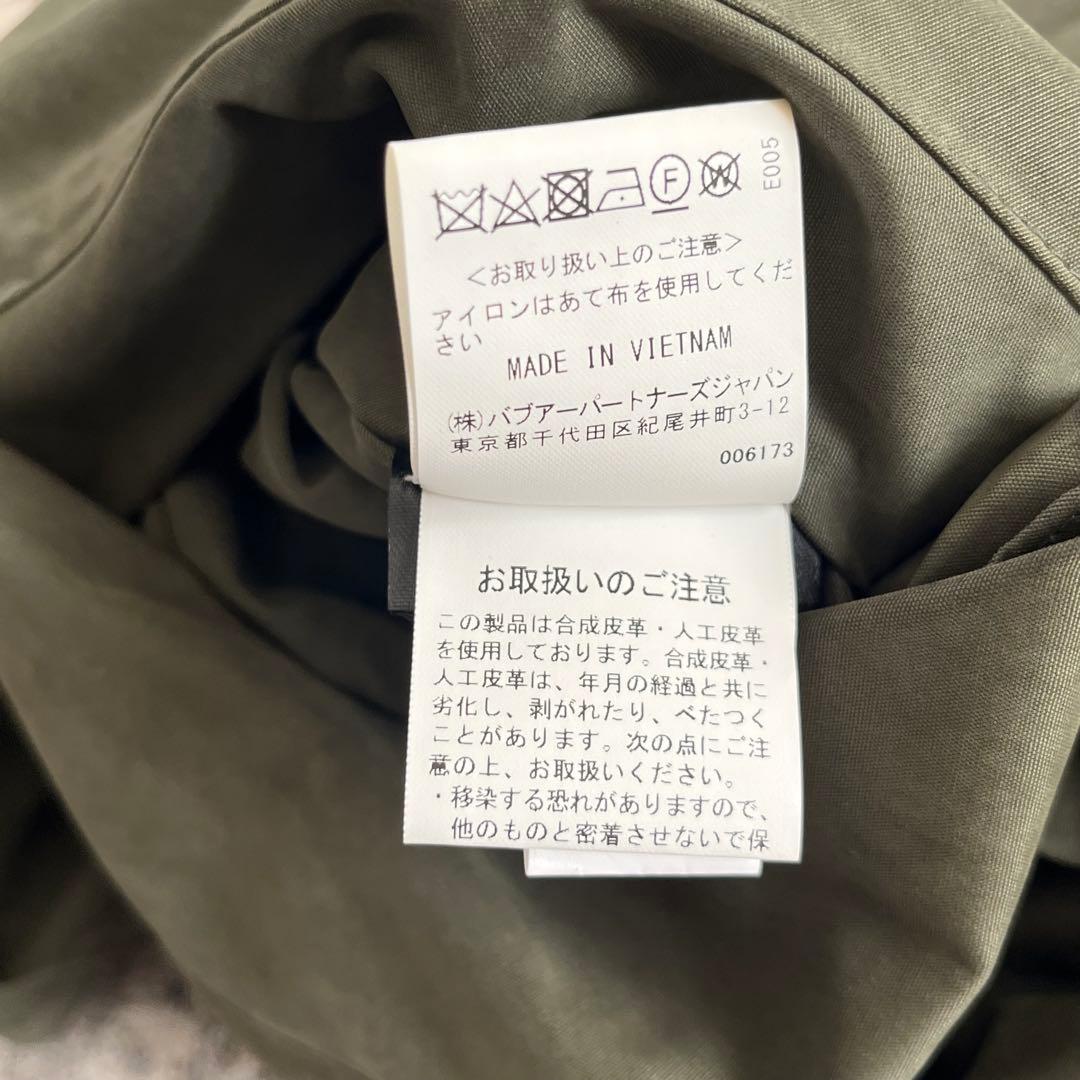 F W E005
<お取り扱い上のご注意>
アイロンはあて布を使用してくだ
さい
MADE IN VIETNAM
(株)バブアーパートナーズジャパン
東京都千代田区紀尾井町3-12
006173
お取扱いのご注意
この製品は合成皮革・人工皮革
を使用しております。合成皮革・
人工皮革は、年月の経過と共に
劣化し、剥がれたり、べたつく
ことがあります。次の点にご注
意の上、お取扱いください。
・移染する恐れがありますので、
他のものと密着させないで保